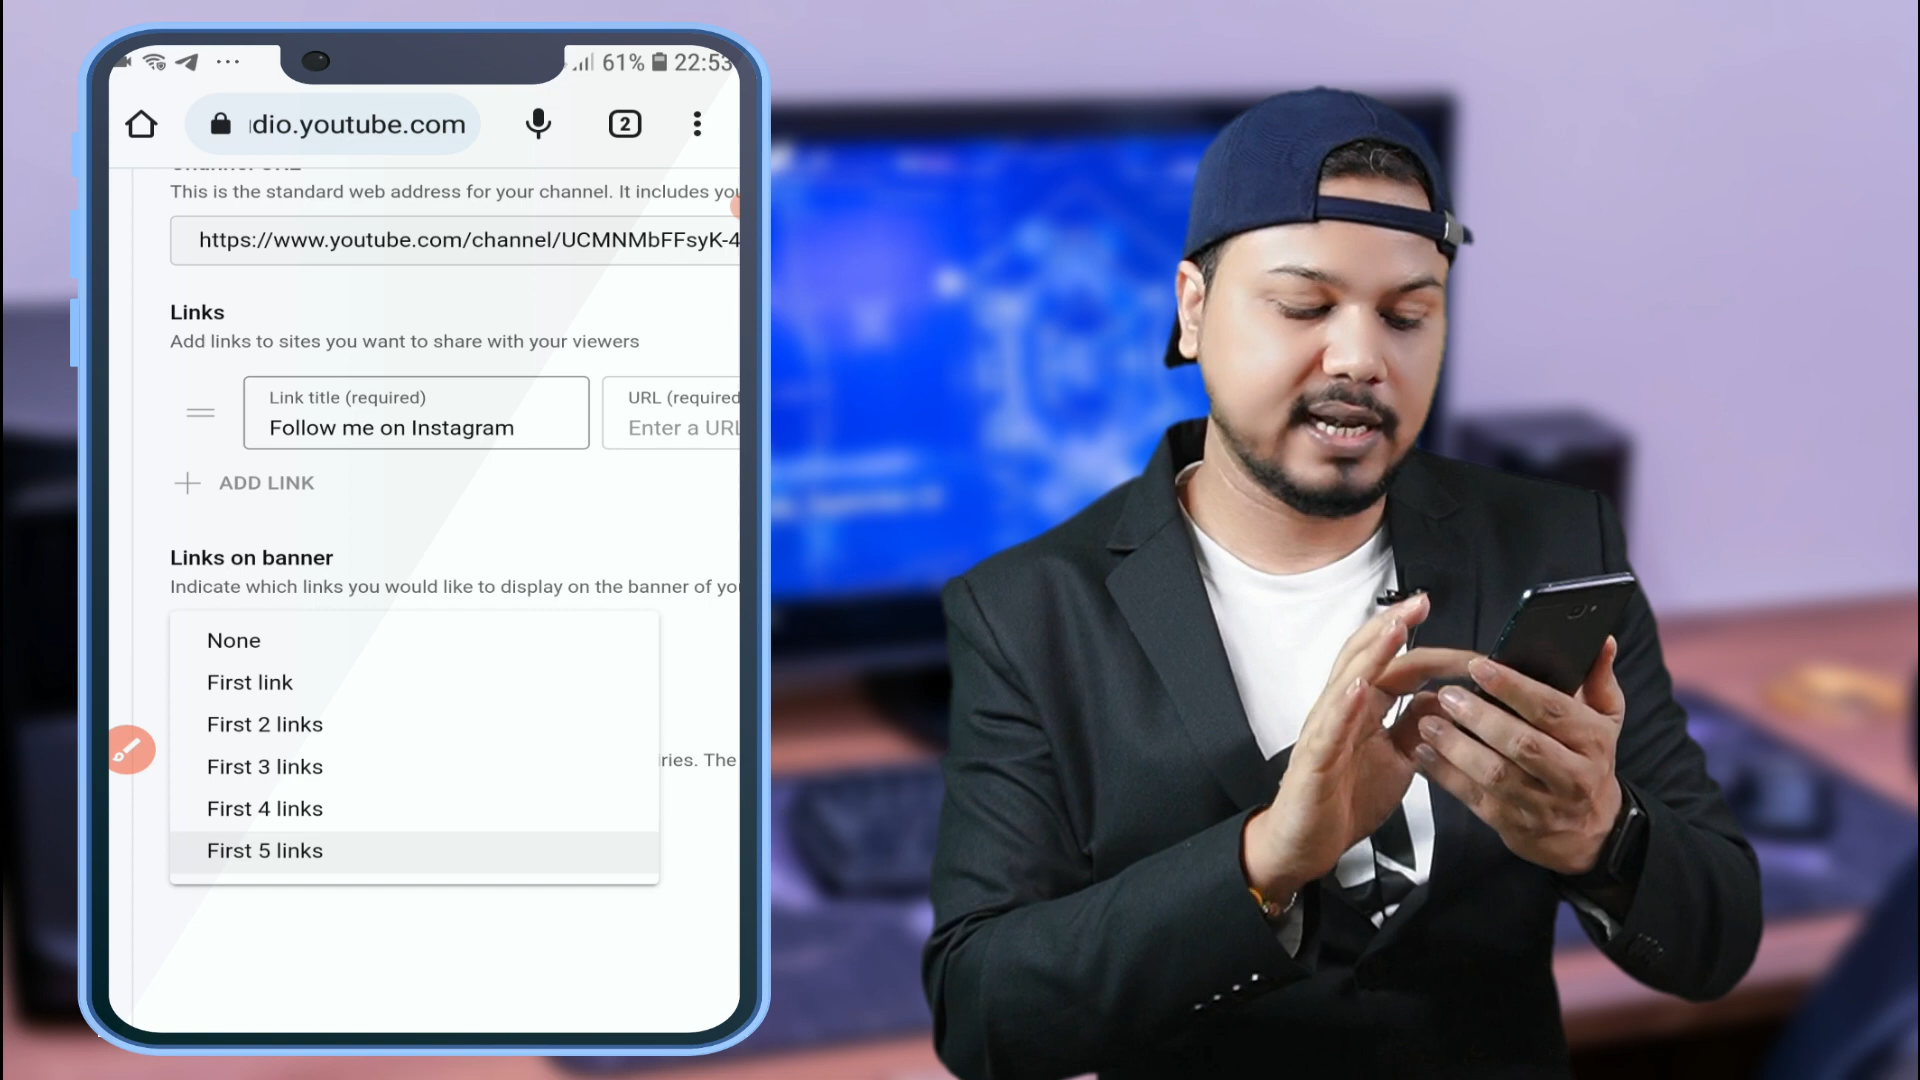 61% 22:53
dio.youtube.com
2
This is the standard web address for your channel. It includes you
https://www.youtube.com/channel/UCMNMbFFsyK-4
Links
Add links to sites you want to share with your viewers
Link title (required)
URL (required
Follow me on Instagram
Enter a URL
ADD LINK
Links on banner
Indicate which links you would like to display on the banner of yo
None
First link
First 2 links
First 3 links
iries. The
First 4 links
First 5 links